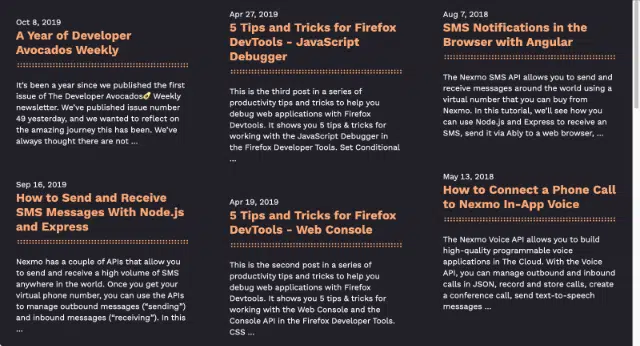 Oct 8, 2019
A Year of Developer
Avocados Weekly
It's been a year since we published the first
issue of The Developer Avocados🥑 Weekly
newsletter. We've published issue number
49 yesterday, and we wanted to reflect on
the amazing journey this has been. We've
always thought there are not ...
Sep 16, 2019
How to Send and Receive
SMS Messages With Node.js
and Express
Nexmo has a couple of APIs that allow you
to send and receive a high volume of SMS
anywhere in the world. Once you get your
virtual phone number, you can use the APIs
to manage outbound messages (“sending”)
and inbound messages (“receiving”). In this
...
Apr 27, 2019
5 Tips and Tricks for Firefox
DevTools - JavaScript
Debugger
This is the third post in a series of
productivity tips and tricks to help you
debug web applications with Firefox
Devtools. It shows you 5 tips & tricks for
working with the JavaScript Debugger in
the Firefox Developer Tools. Set Conditional
...
Apr 19, 2019
5 Tips and Tricks for Firefox
DevTools - Web Console
This is the second post in a series of
productivity tips and tricks to help you
debug web applications with Firefox
Devtools. It shows you 5 tips & tricks for
working with the Web Console and the
Console API in the Firefox Developer Tools.
CSS ...
Aug 7, 2018
SMS Notifications in the
Browser with Angular
The Nexmo SMS API allows you to send and
receive messages around the world using a
virtual number that you can buy from
Nexmo. In this tutorial, we'll see how you
can use Node.js and Express to receive an
SMS, send it via Ably to a web browser, ...
May 13, 2018
How to Connect a Phone Call
to Nexmo In-App Voice
The Nexmo Voice API allows you to build
high-quality programmable voice
applications in The Cloud. With the Voice
API, you can manage outbound and inbound
calls in JSON, record and store calls, create
a conference call, send text-to-speech
messages ...